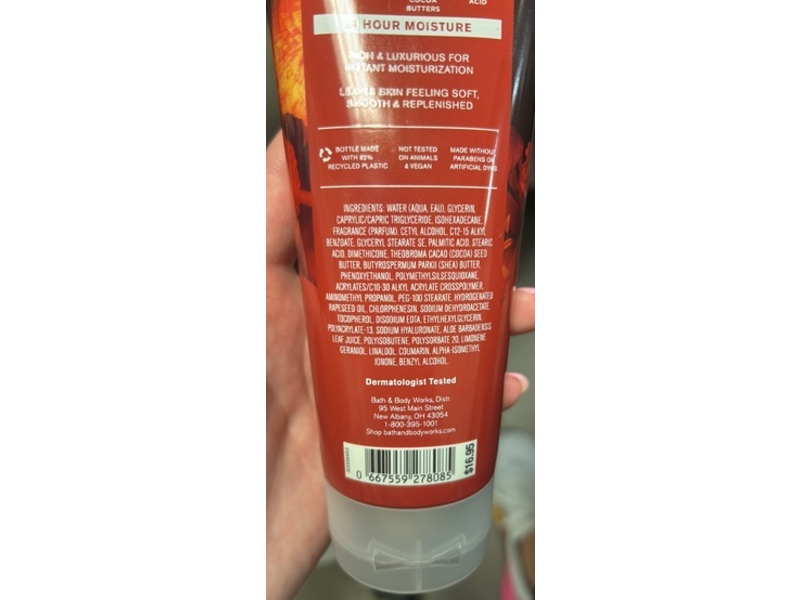 COCOA
ACID
BUTTERS
24 HOUR MOISTURE
RICH & LUXURIOUS FOR
INSTANT MOISTURIZATION
LEAVES SKIN FEELING SOFT,
SMOOTH & REPLENISHED
BOTTLE MADE
WITH 82%
RECYCLED PLASTIC
NOT TESTED
ON ANIMALS
& VEGAN
MADE WITHOUT
PARABENS OR
ARTIFICIAL DYES
INGREDIENTS: WATER (AQUA, EAU), GLYCERIN,
CAPRYLIC/CAPRIC TRIGLYCERIDE, ISOHEXADECANE,
FRAGRANCE (PARFUM), CETYL ALCOHOL, C12-15 ALKYL
BENZOATE, GLYCERYL STEARATE SE, PALMITIC ACID, STEARIC
ACID, DIMETHICONE, THEOBROMA CACAO (COCOA) SEED
BUTTER, BUTYROSPERMUM PARKII (SHEA) BUTTER,
PHENOXYETHANOL, POLYMETHYLSILSESQUIOXANE,
ACRYLATES/C10-30 ALKYL ACRYLATE CROSSPOLYMER,
AMINOMETHYL PROPANOL, PEG-100 STEARATE, HYDROGENATED
RAPESEED OIL, CHLORPHENESIN, SODIUM DEHYDROACETATE,
TOCOPHEROL, DISODIUM EDTA, ETHYLHEXYLGLYCERIN,
POLYACRYLATE-13, SODIUM HYALURONATE, ALOE BARBADENSIS
LEAF JUICE, POLYISOBUTENE, POLYSORBATE 20, LIMONENE,
GERANIOL, LINALOOL, COUMARIN, ALPHA-ISOMETHYL
IONONE, BENZYL ALCOHOL.
Dermatologist Tested
Bath & Body Works, Distr.
95 West Main Street
New Albany, OH 43054
1-800-395-1001
Shop bathandbodyworks.com
$16.95
0 667559 278085